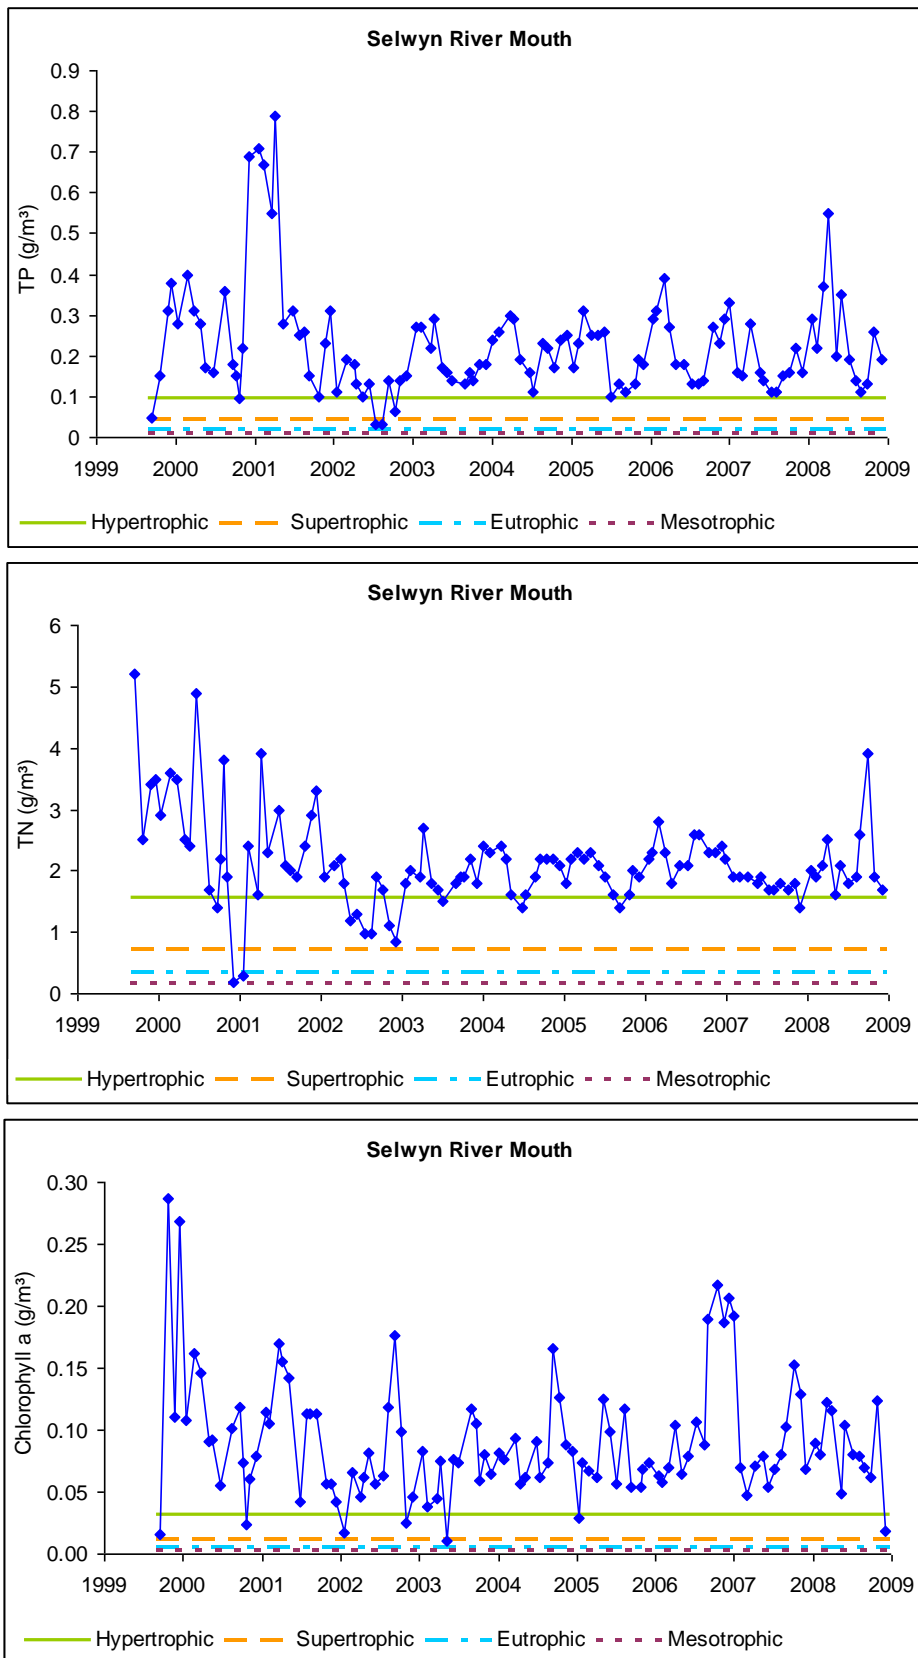 Selwyn River Mouth
0.9
0.8
0.7
0.6
0.5
0.4
0.3
0.2
0.1
0
TP (g/m³)
1999 2000 2001 2002 2003 2004 2005 2006 2007 2008 2009
Hypertrophic Supertrophic Eutrophic Mesotrophic
Selwyn River Mouth
6
5
4
3
2
1
0
TN (g/m³)
1999 2000 2001 2002 2003 2004 2005 2006 2007 2008 2009
Hypertrophic Supertrophic Eutrophic Mesotrophic
Selwyn River Mouth
0.30
0.25
0.20
0.15
0.10
0.05
0.00
Chlorophyll a (g/m³)
1999 2000 2001 2002 2003 2004 2005 2006 2007 2008 2009
Hypertrophic Supertrophic Eutrophic Mesotrophic